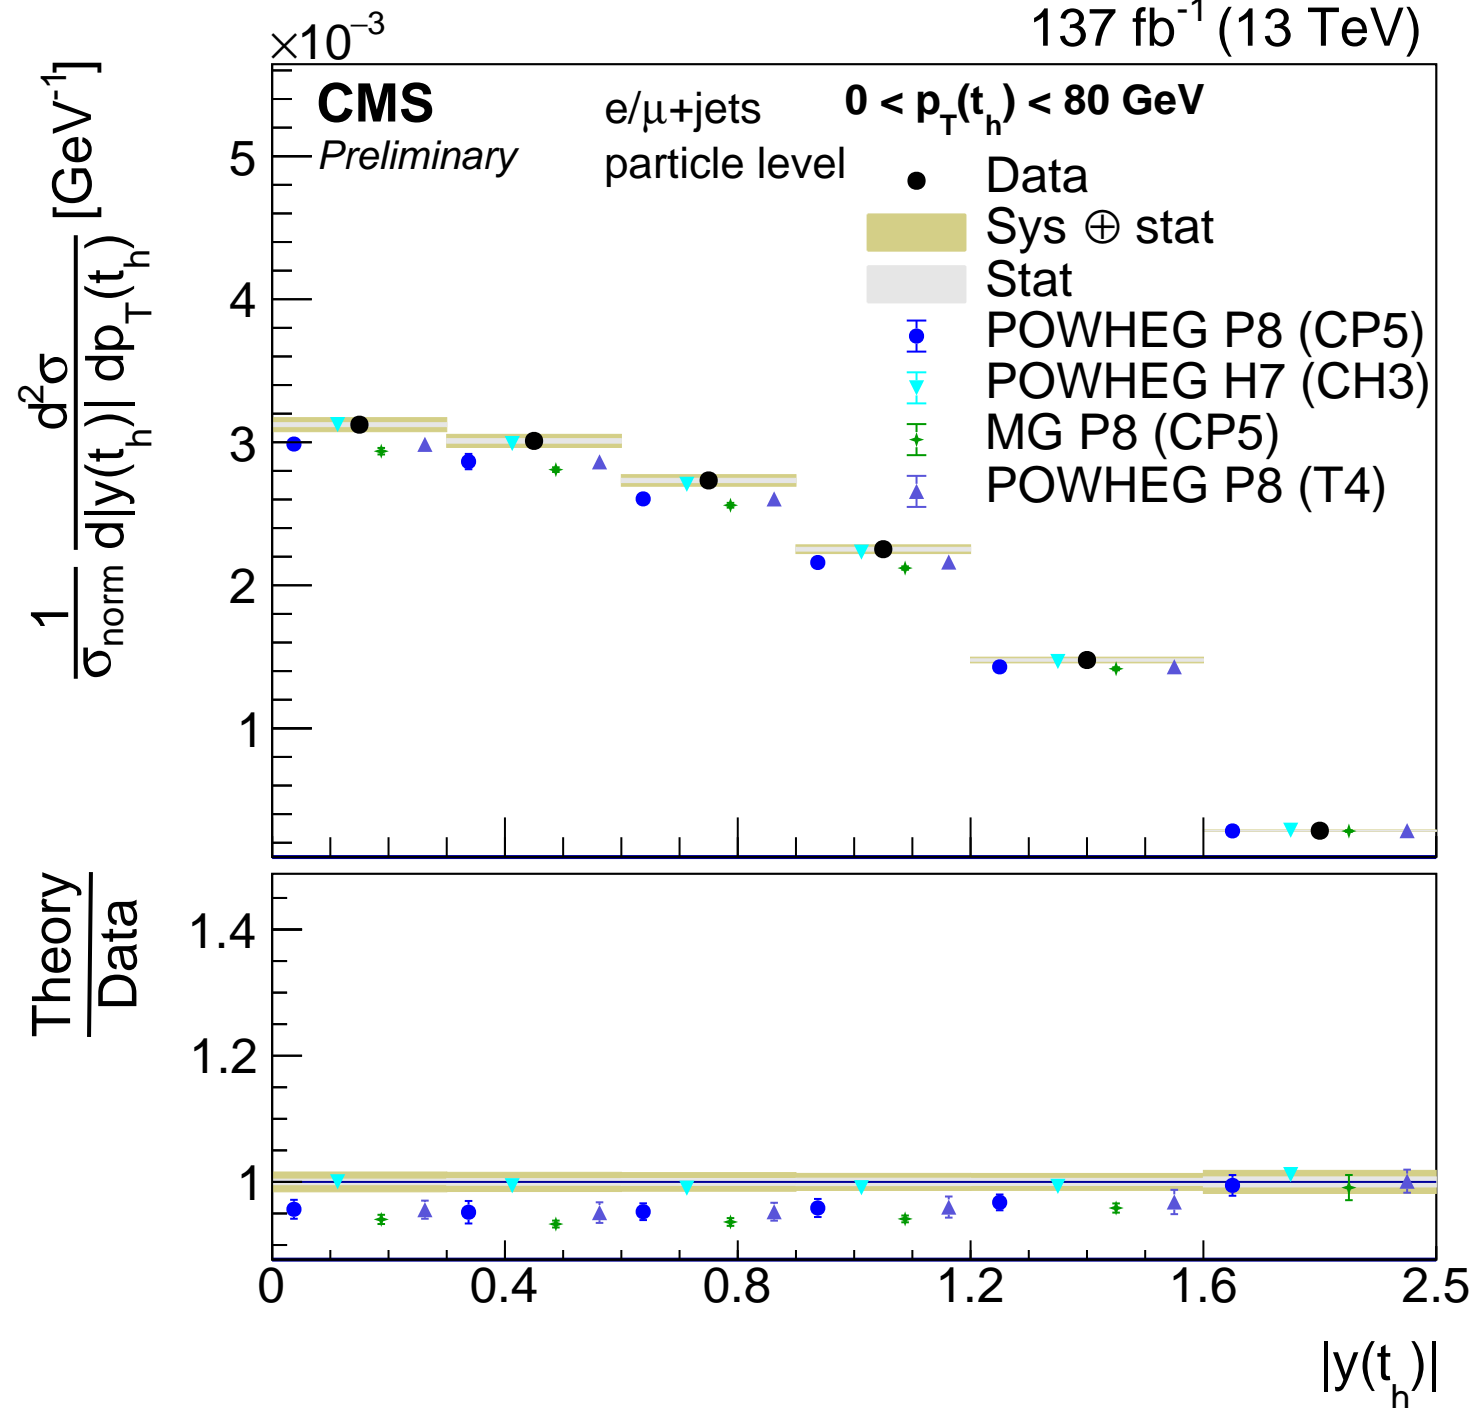 ×10⁻³
137 fb⁻¹ (13 TeV)
CMS
Preliminary
e/μ+jets
particle level
0 < p_T(t_h) < 80 GeV
Data
Sys ⊕ stat
Stat
POWHEG P8 (CP5)
POWHEG H7 (CH3)
MG P8 (CP5)
POWHEG P8 (T4)
1/σ_norm d²σ/d|y(t_h)| dp_T(t_h) [GeV⁻¹]
5
4
3
2
1
Theory
Data
1.4
1.2
1
0 0.4 0.8 1.2 1.6 2.5
|y(t_h)|